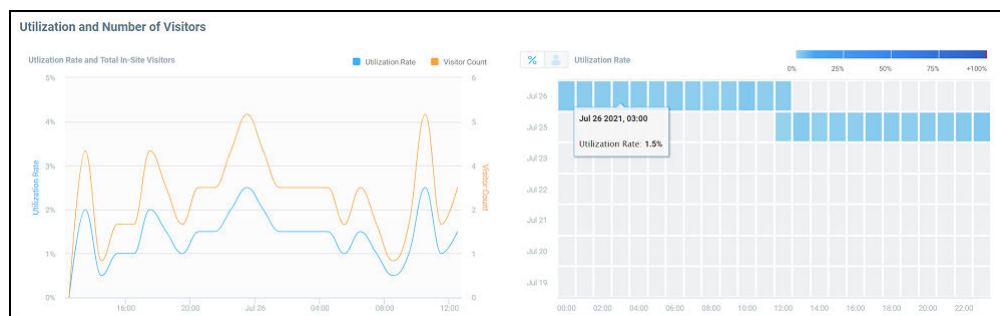 Utilization and Number of Visitors
Utlization Rate and Total In-Site Visitors
Utilization Rate
Visitor Count
5%
4%
3%
2%
1%
0%
Utilization Rate
6
5
4
2
1
0
Visitor Count
16:00
20:00
Jul 26
04:00
08:00
12:00
%
Utilization Rate
0%
25%
50%
75%
+100%
Jul 26
Jul 25
Jul 23
Jul 22
Jul 21
Jul 20
Jul 19
Jul 26 2021, 03:00
Utilization Rate: 1.5%
00:00
02:00
04:00
06:00
08:00
10:00
12:00
14:00
16:00
18:00
20:00
22:00